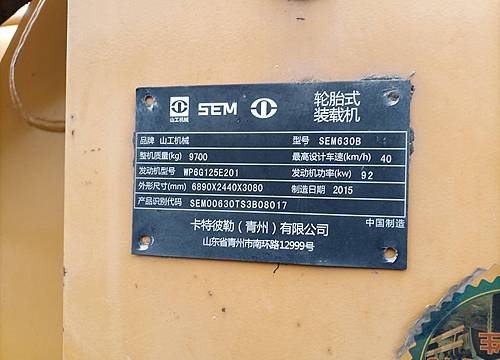 山工机械 SEM 轮胎式
装载机
品牌 山工机械 型号 SEM630B
整机质量(kg) 9700 最高设计车速(km/h) 40
发动机型号 WP6G125E201 发动机功率(kw) 92
外形尺寸(mm) 6890X2440X3080 制造日期 2015
产品识别代码 SEM00630TS3B08017
中国制造
卡特彼勒（青州）有限公司
山东省青州市南环路12999号